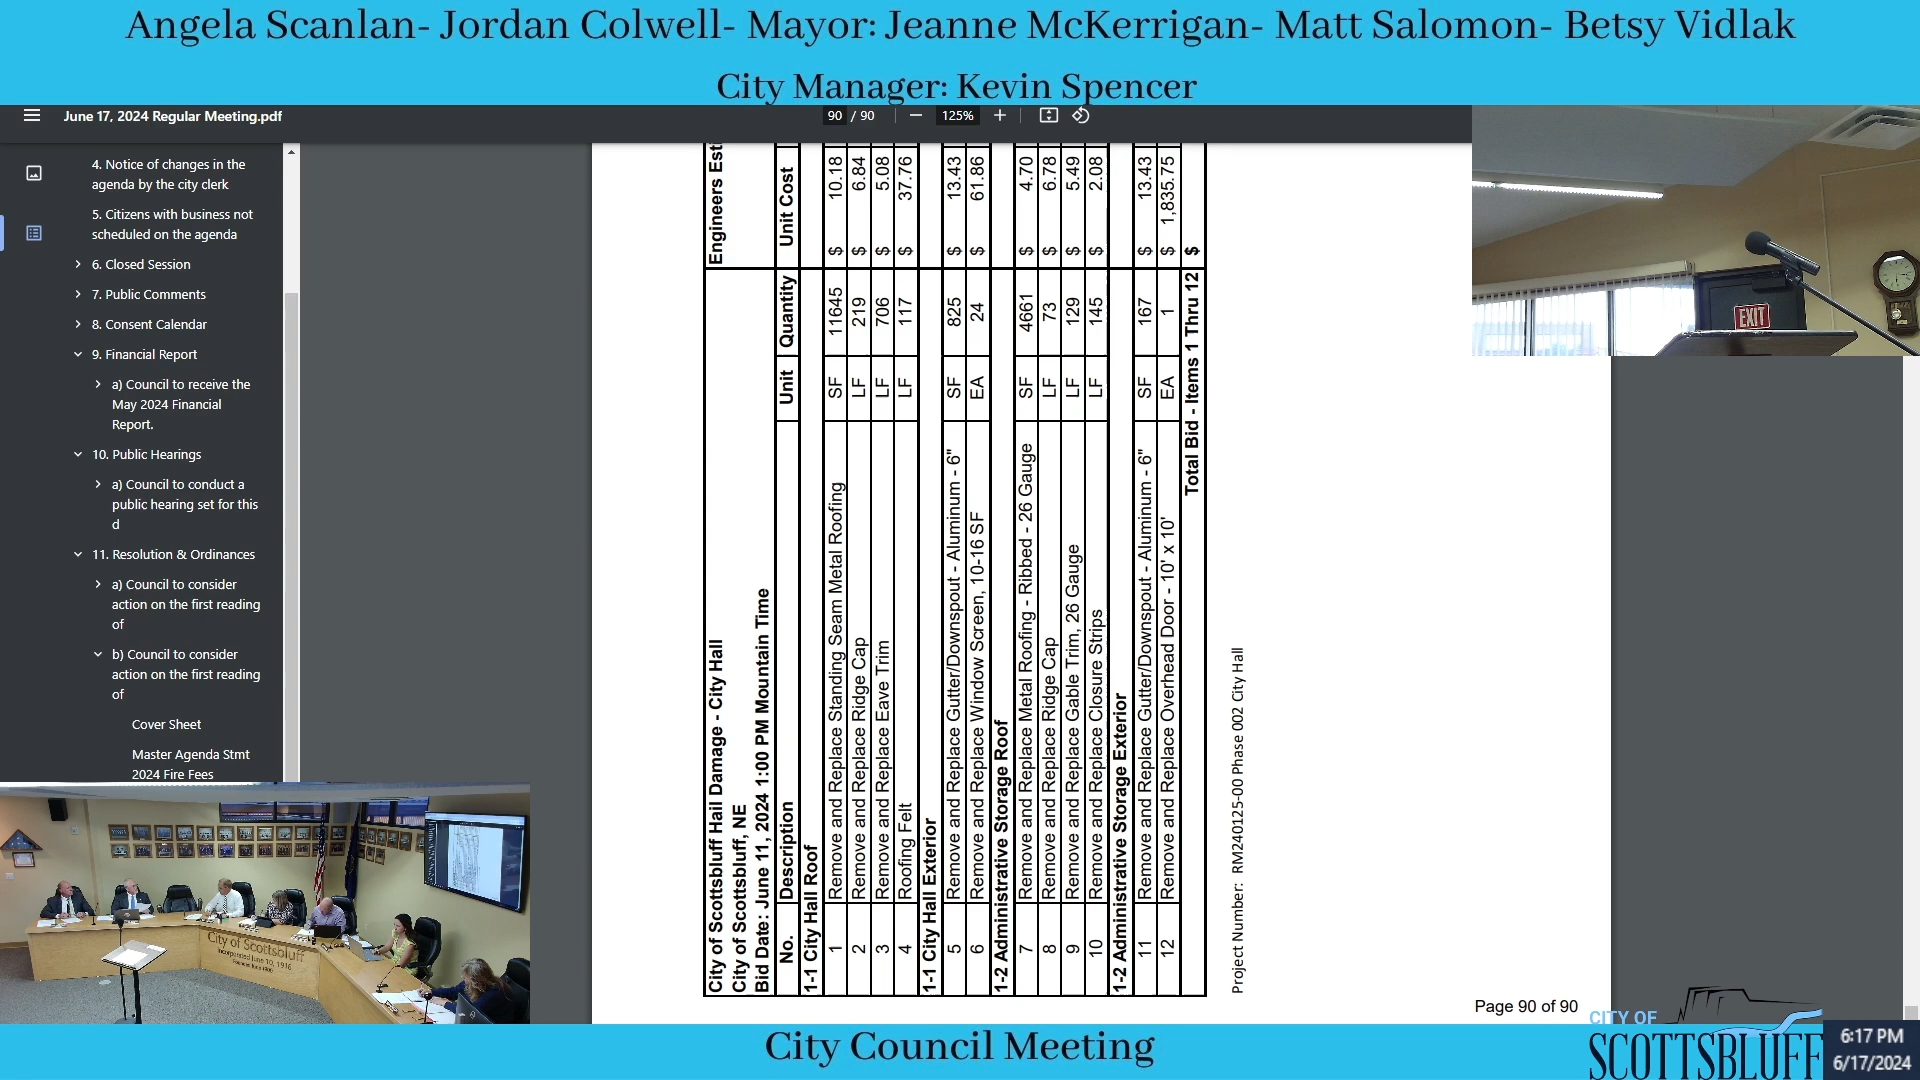 Angela Scanlan- Jordan Colwell- Mayor: Jeanne McKerrigan- Matt Salomon- Betsy Vidlak
City Manager: Kevin Spencer
June 17, 2024 Regular Meeting.pdf
90 / 90
125%
4. Notice of changes in the
agenda by the city clerk
5. Citizens with business not
scheduled on the agenda
6. Closed Session
7. Public Comments
8. Consent Calendar
9. Financial Report
a) Council to receive the
May 2024 Financial
Report.
10. Public Hearings
a) Council to conduct a
public hearing set for this
d
11. Resolution & Ordinances
a) Council to consider
action on the first reading
of
b) Council to consider
action on the first reading
of
Cover Sheet
Master Agenda Stmt
2024 Fire Fees
City of Scottsbluff Hail Damage - City Hall
City of Scottsbluff, NE
Bid Date: June 11, 2024 1:00 PM Mountain Time
Engineers Est
No. Description Unit Quantity Unit Cost
1-1 City Hall Roof
1 Remove and Replace Standing Seam Metal Roofing SF 11645 $ 10.18
2 Remove and Replace Ridge Cap LF 219 $ 6.84
3 Remove and Replace Eave Trim LF 706 $ 5.08
4 Roofing Felt LF 117 $ 37.76
1-1 City Hall Exterior
5 Remove and Replace Gutter/Downspout - Aluminum - 6" SF 825 $ 13.43
6 Remove and Replace Window Screen, 10-16 SF EA 24 $ 61.86
1-2 Administrative Storage Roof
7 Remove and Replace Metal Roofing - Ribbed - 26 Gauge SF 4661 $ 4.70
8 Remove and Replace Ridge Cap LF 73 $ 6.78
9 Remove and Replace Gable Trim, 26 Gauge LF 129 $ 5.49
10 Remove and Replace Closure Strips LF 145 $ 2.08
1-2 Administrative Storage Exterior
11 Remove and Replace Gutter/Downspout - Aluminum - 6" SF 167 $ 13.43
12 Remove and Replace Overhead Door - 10' x 10' EA 1 $ 1,835.75
Total Bid - Items 1 Thru 12 $
Project Number: RM240125-00 Phase 002 City Hall
Page 90 of 90
EXIT
City of Scottsbluff
Incorporated June 10, 1916
City Council Meeting
CITY OF
SCOTTSBLUFF
6:17 PM
6/17/2024